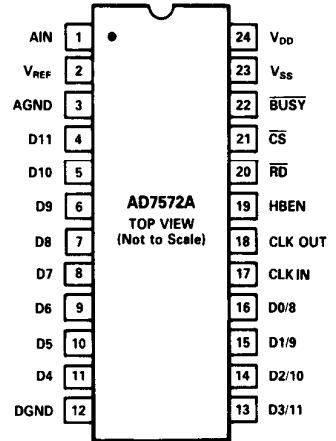 AIN 1 24 VDD
VREF 2 23 VSS
AGND 3 22 BUSY
D11 4 21 CS
D10 5 20 RD
D9 6 AD7572A 19 HBEN
TOP VIEW
D8 7 (Not to Scale) 18 CLK OUT
D7 8 17 CLK IN
D6 9 16 D0/8
D5 10 15 D1/9
D4 11 14 D2/10
DGND 12 13 D3/11